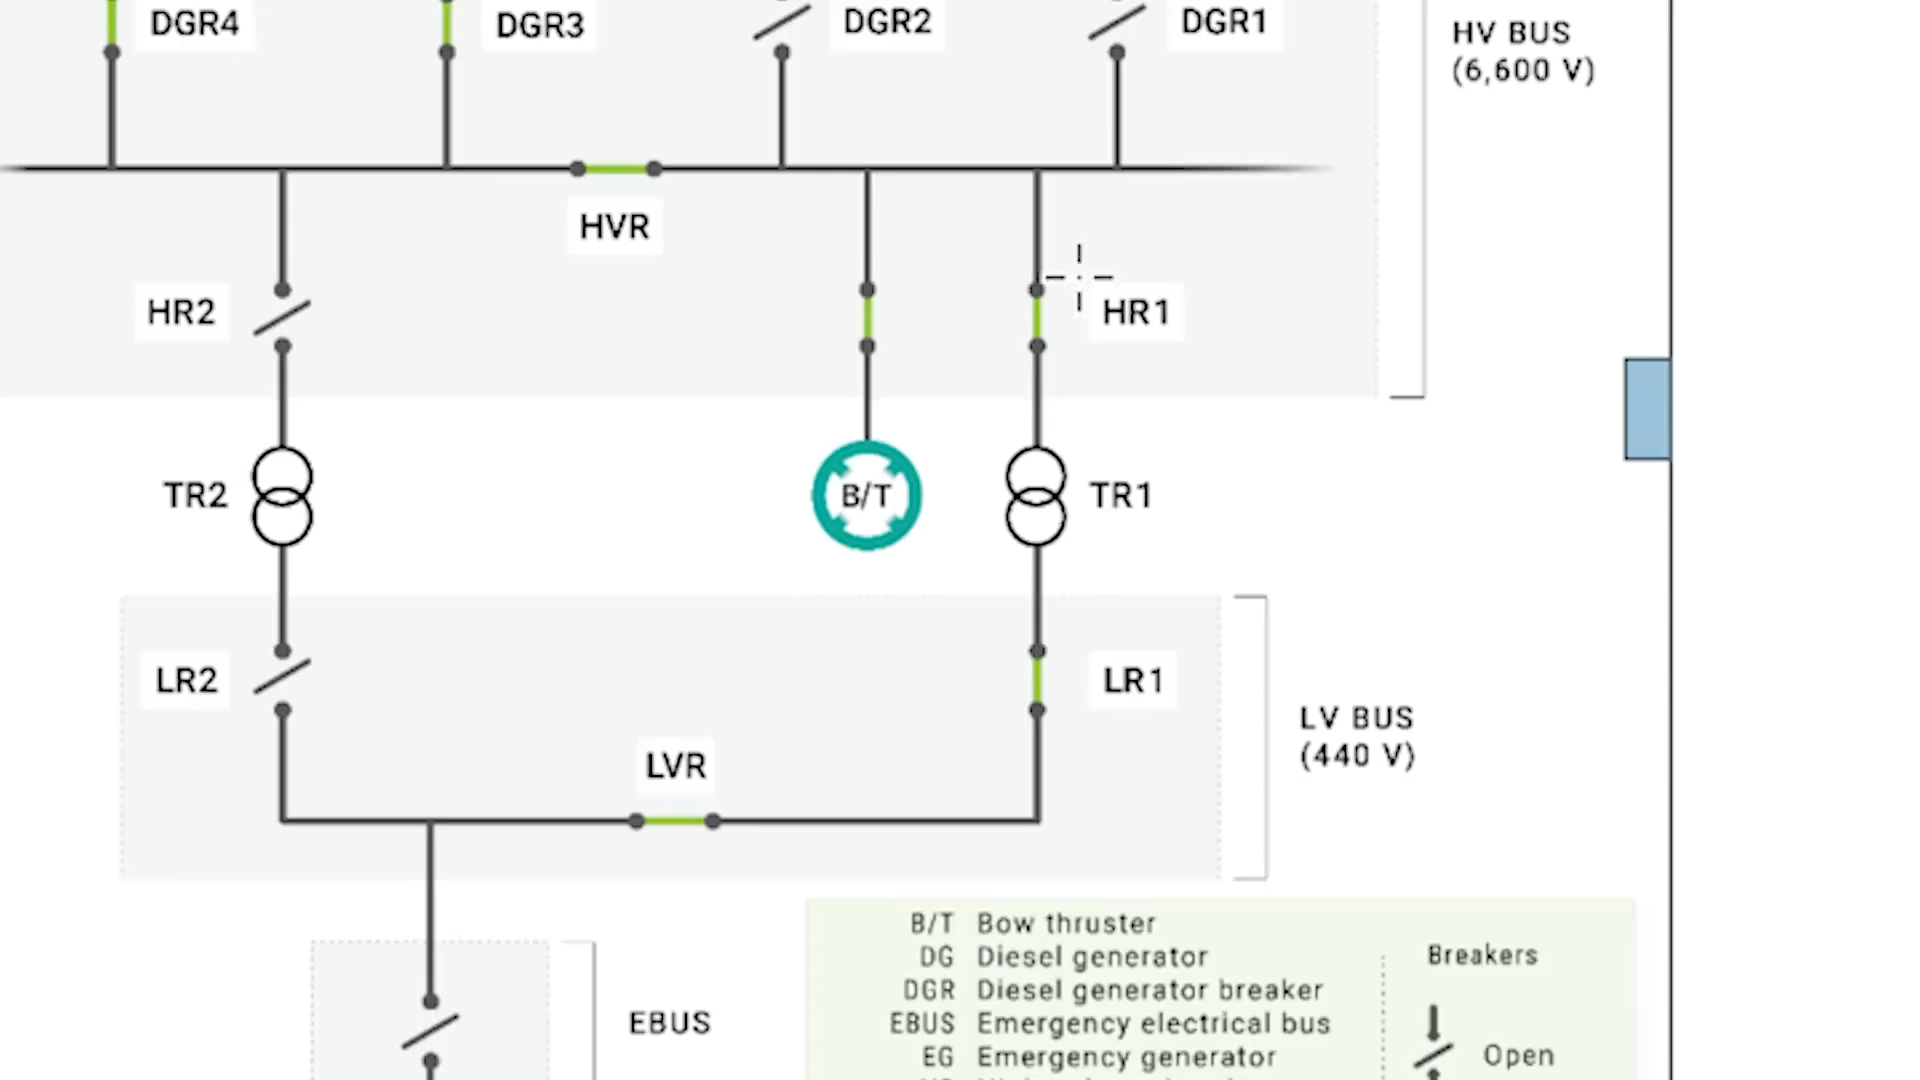 DGR4
DGR3
DGR2
DGR1
HV BUS
(6,600 V)
HVR
HR2
HR1
TR2
B/T
TR1
LR2
LR1
LV BUS
(440 V)
LVR
EBUS
B/T Bow thruster
DG Diesel generator
DGR Diesel generator breaker
EBUS Emergency electrical bus
EG Emergency generator
Breakers
Open